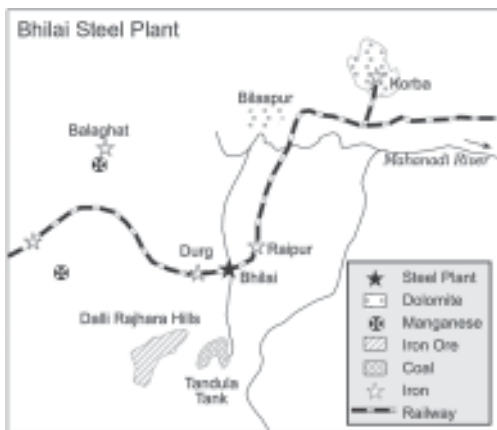 Bhilai Steel Plant
Korba
Bilaspur
Balaghat
Mahanadi River
Durg
Raipur
Bhilai
Dalli Rajhara Hills
Tandula
Tank
Steel Plant
Dolomite
Manganese
Iron Ore
Coal
Iron
Railway